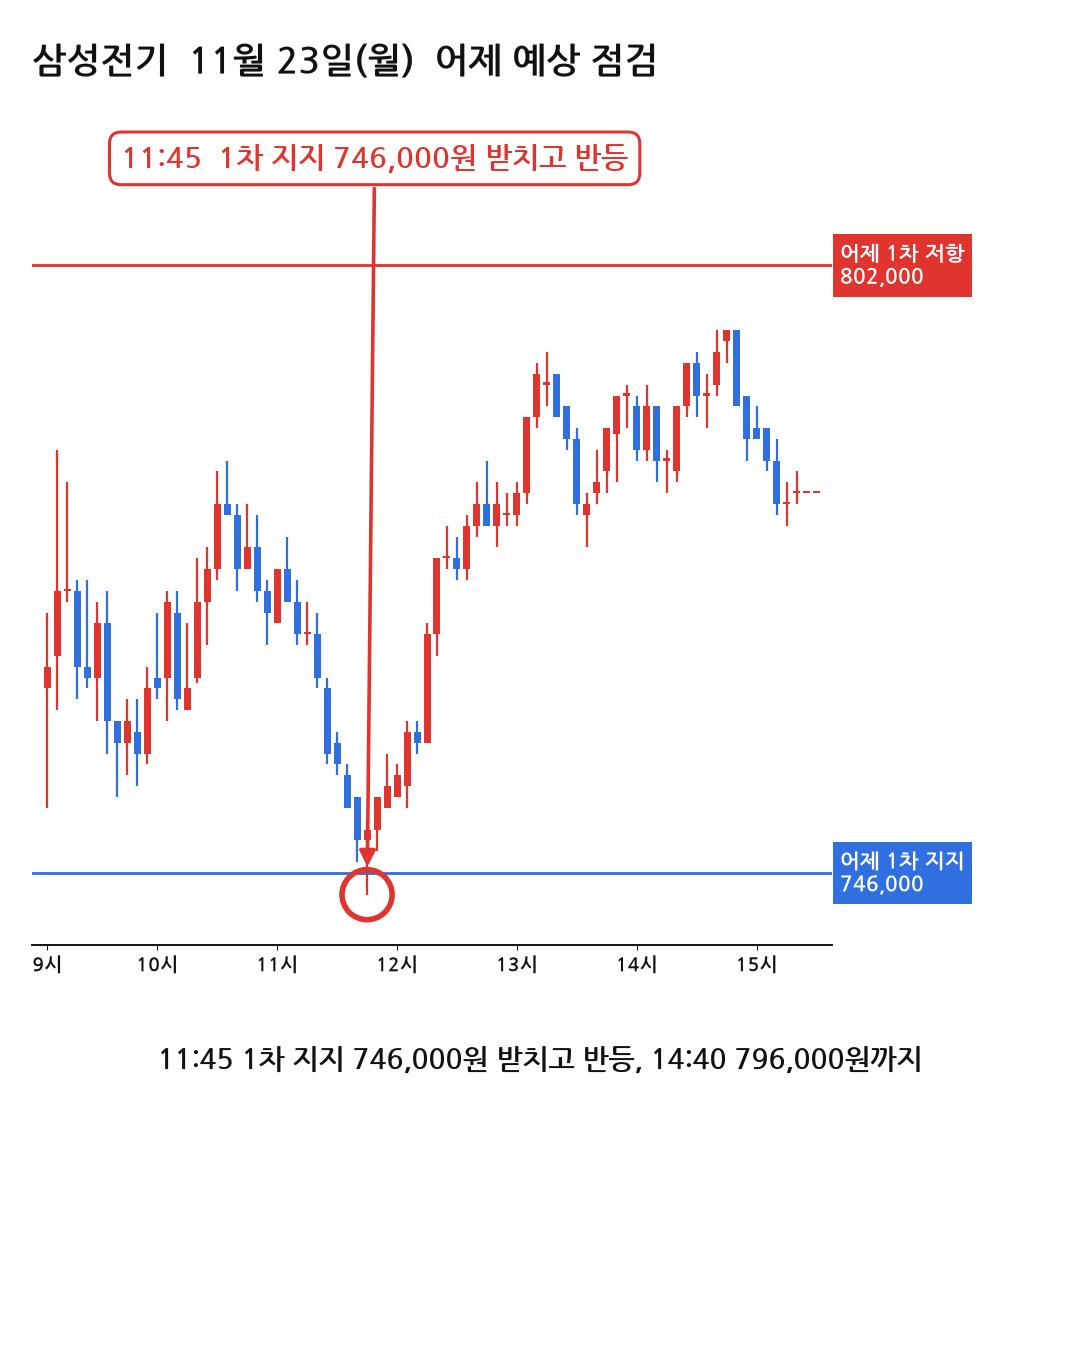 삼성전기 11월 23일(월) 어제 예상 점검
11:45 1차 지지 746,000원 받치고 반등
어제 1차 저항
802,000
어제 1차 지지
746,000
9시 10시 11시 12시 13시 14시 15시
11:45 1차 지지 746,000원 받치고 반등, 14:40 796,000원까지